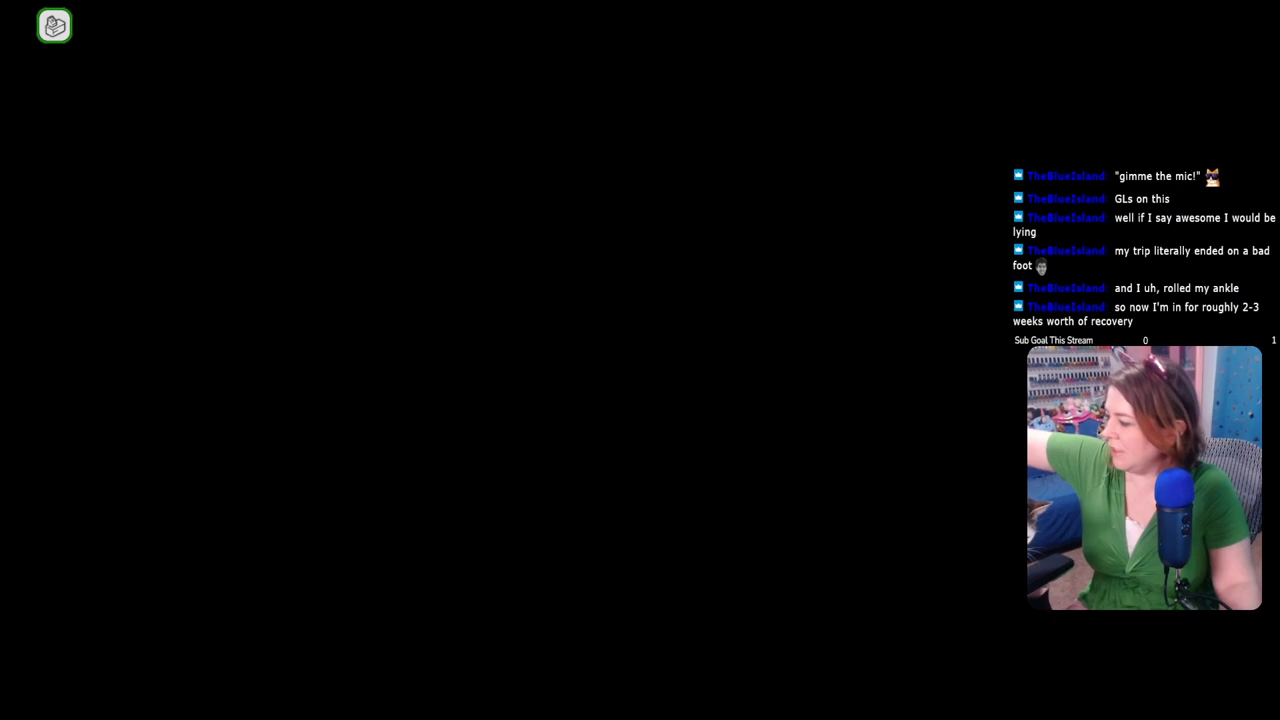 TheBlueIsland: "gimme the mic!"
TheBlueIsland: GLs on this
TheBlueIsland: well if I say awesome I would be
lying
TheBlueIsland: my trip literally ended on a bad
foot
TheBlueIsland: and I uh, rolled my ankle
TheBlueIsland: so now I'm in for roughly 2-3
weeks worth of recovery
Sub Goal This Stream 0 1